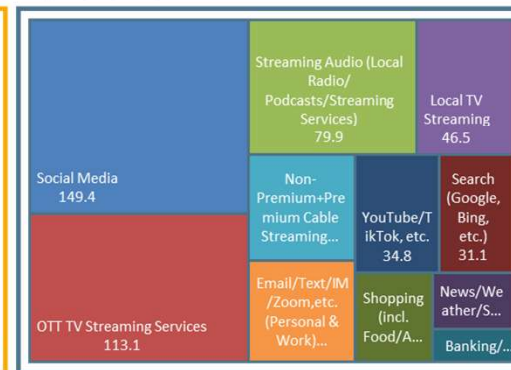 Social Media
149.4
OTT TV Streaming Services
113.1
Streaming Audio (Local
Radio/
Podcasts/Streaming
Services)
79.9
Local TV
Streaming
46.5
Non-
Premium+Pre
mium Cable
Streaming...
YouTube/T
ikTok, etc.
34.8
Search
(Google,
Bing,
etc.)
31.1
Email/Text/IM
/Zoom,etc.
(Personal &
Work)...
Shopping
(incl.
Food/A...
News/We
ather/S...
Banking/...